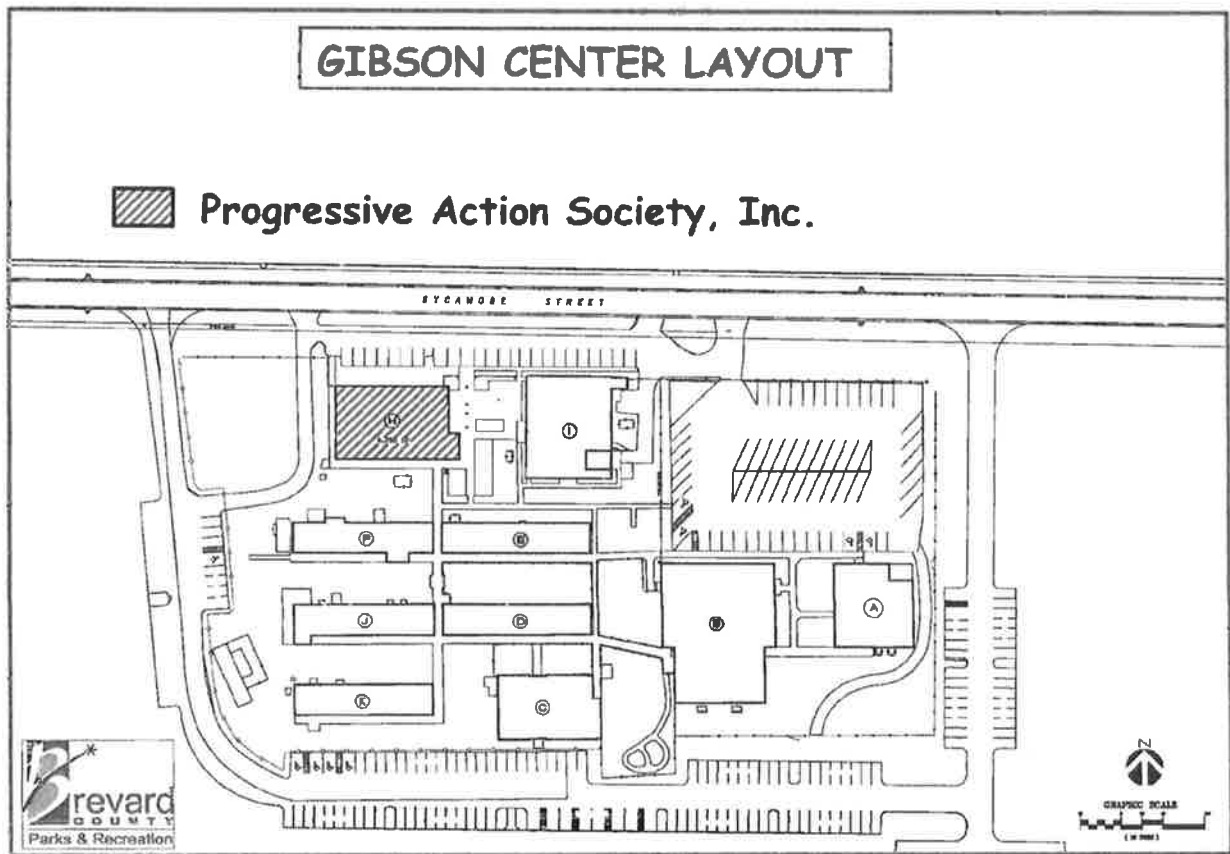 GIBSON CENTER LAYOUT
Progressive Action Society, Inc.
SYCAMORE STREET
H
I
F
E
J
D
A
K
C
N
Brevard
COUNTY
Parks & Recreation
GRAPHIC SCALE